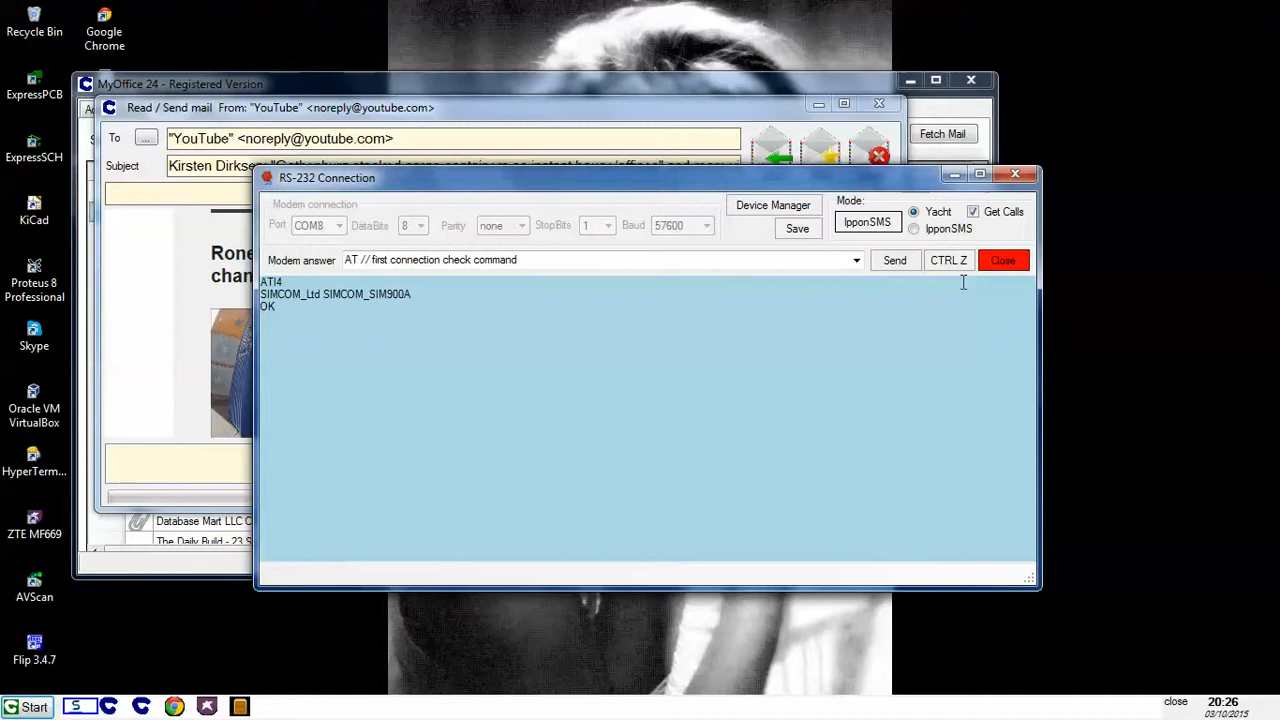 Recycle Bin
Google Chrome
ExpressPCB
ExpressSCH
KiCad
Proteus 8 Professional
Skype
Oracle VM VirtualBox
HyperTerm...
ZTE MF669
AVScan
Flip 3.4.7
MyOffice 24 - Registered Version
Read / Send mail From: "YouTube" <noreply@youtube.com>
To ... "YouTube" <noreply@youtube.com>
Fetch Mail
Subject Kirsten Dirksen:
RS-232 Connection
Modem connection
Port COM8 DataBits 8 Parity none StopBits 1 Baud 57600
Device Manager
Save
Mode:
IpponSMS
Yacht
Get Calls
IpponSMS
Modem answer AT // first connection check command
Send CTRL Z Close
ATI4
SIMCOM_Ltd SIMCOM_SIM900A
OK
Database Mart LLC
The Daily Build - 23
Start
close
20:26
03/10/2015